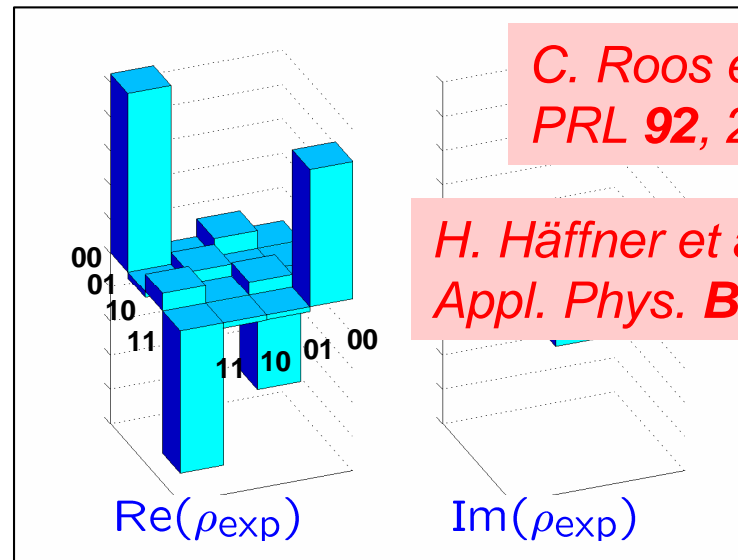 C. Roos e
PRL 92, 2
H. Häffner et a
Appl. Phys. B
00
01
10
11
11
10
01
00
Re(ρexp)
Im(ρexp)